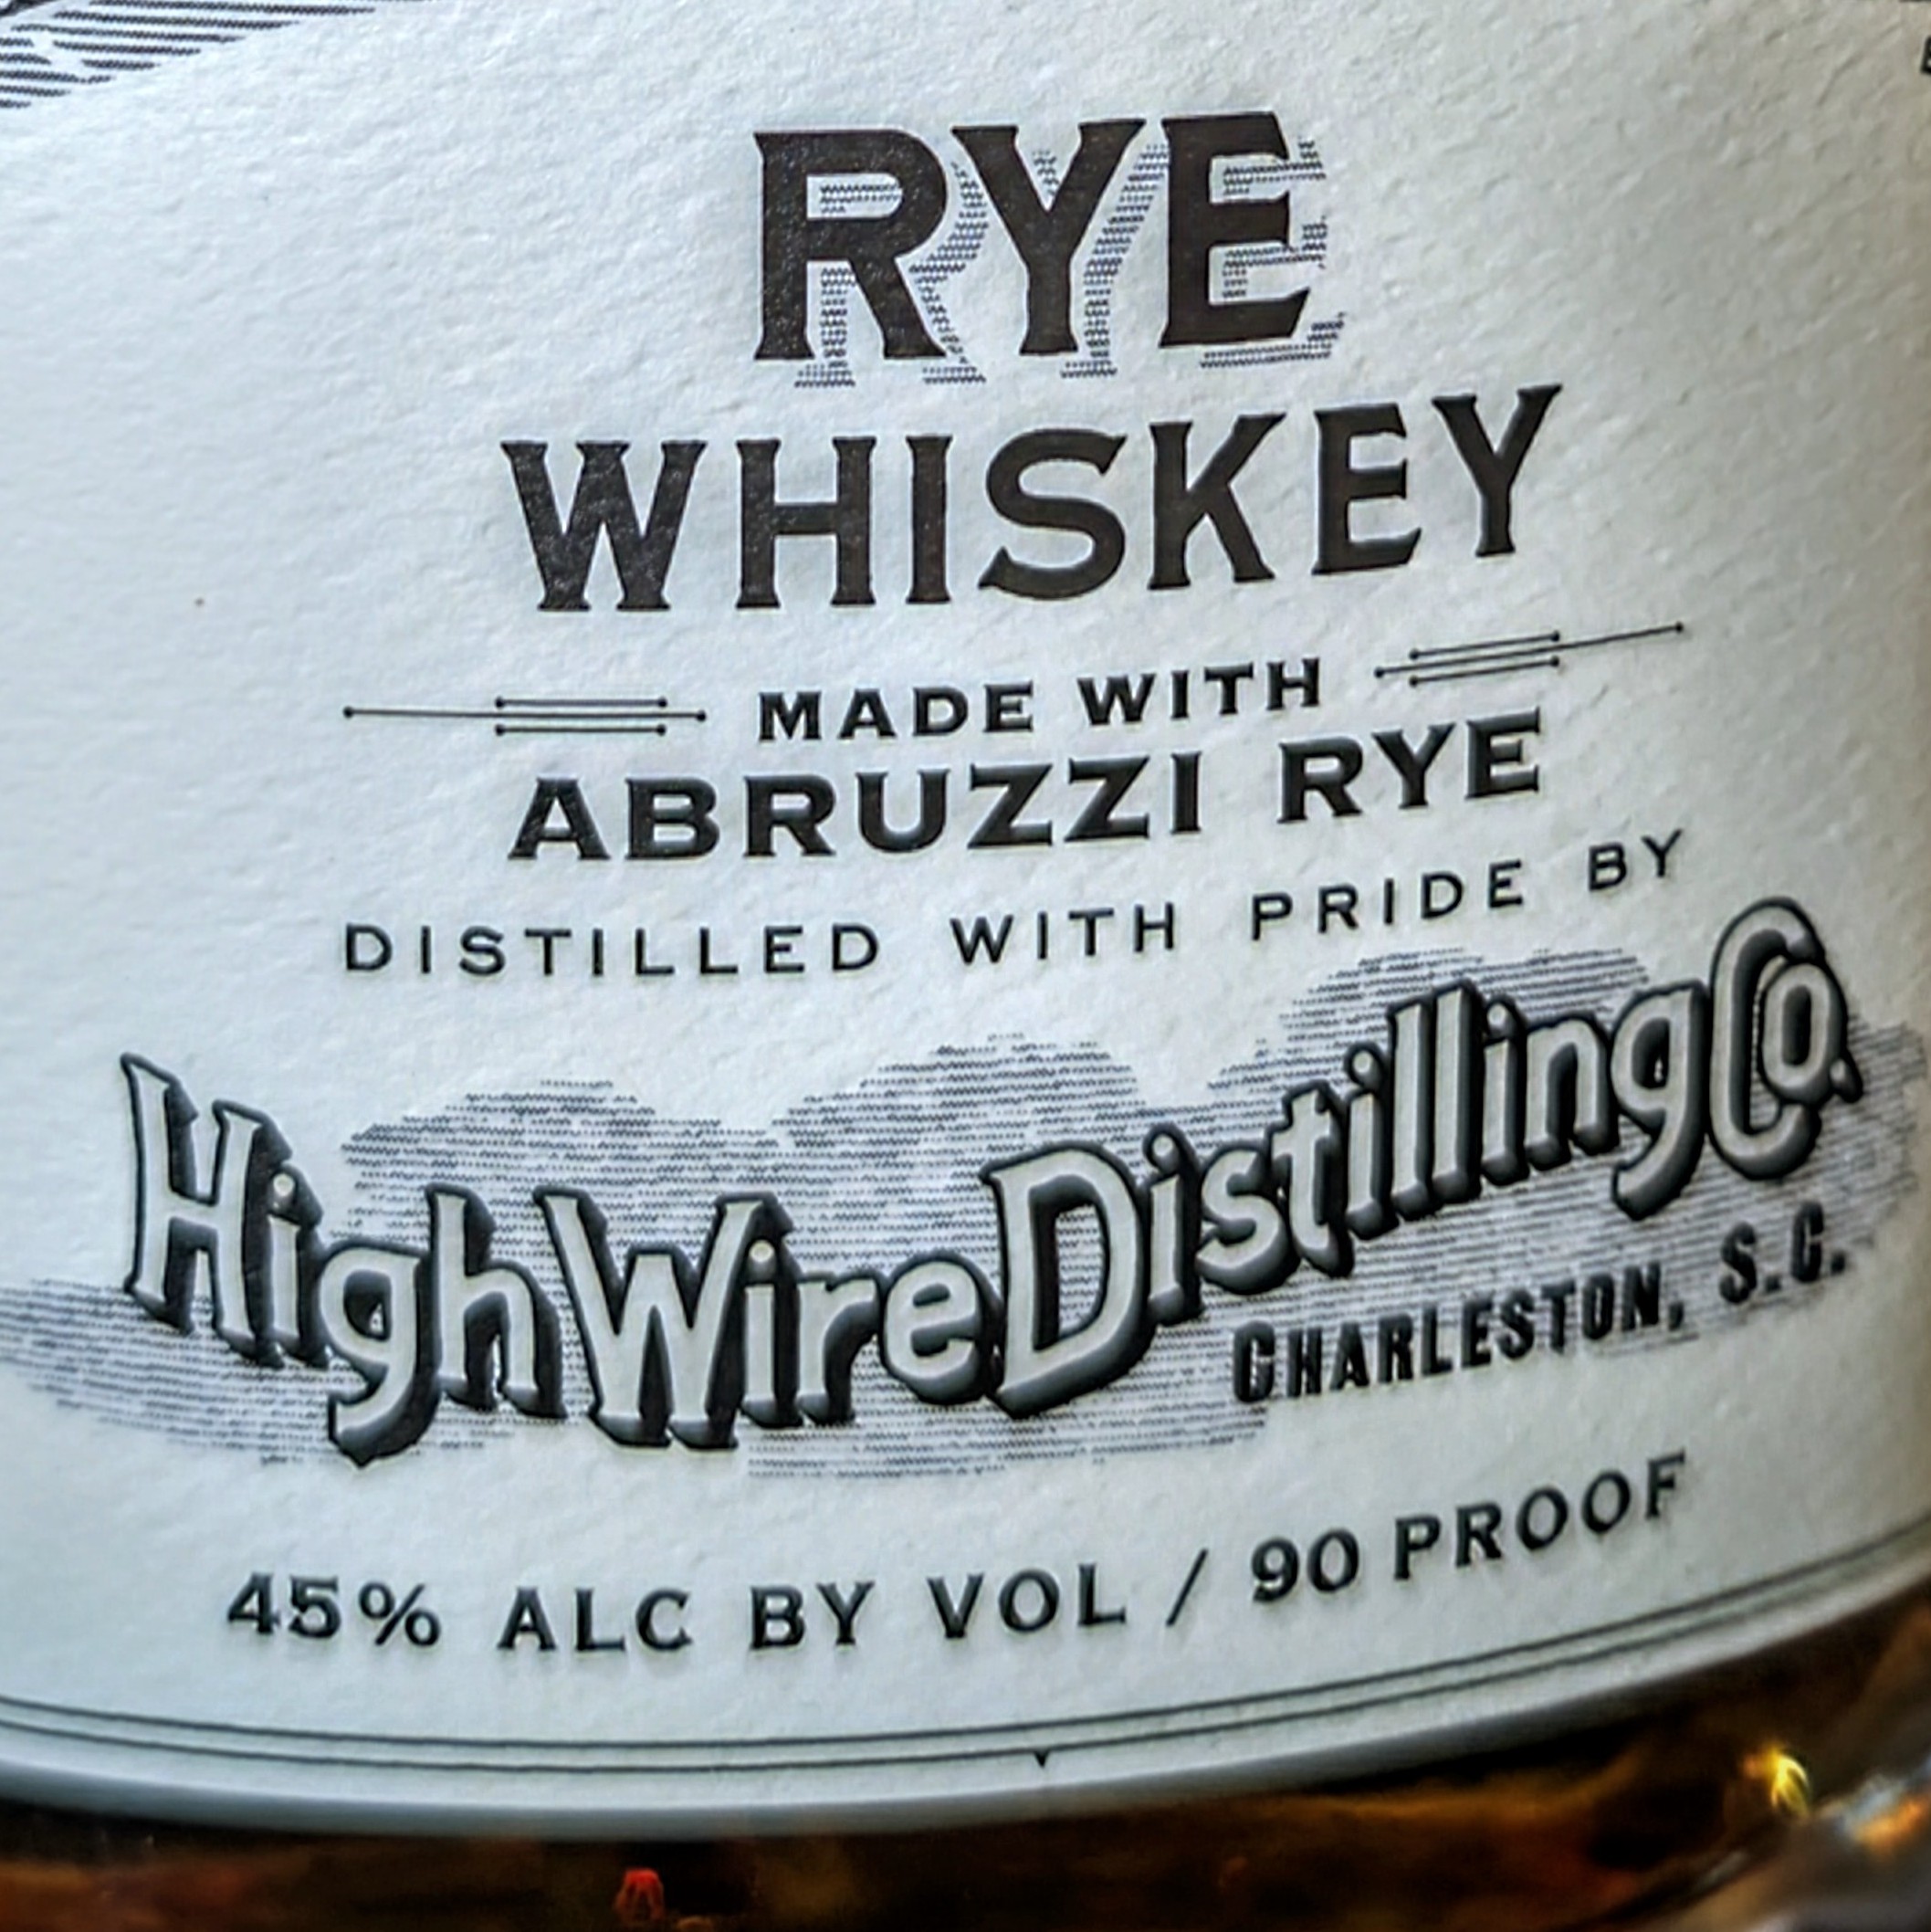 RYE
WHISKEY
MADE WITH
ABRUZZI RYE
DISTILLED WITH PRIDE BY
High Wire Distilling Co.
CHARLESTON, S.C.
45% ALC BY VOL / 90 PROOF